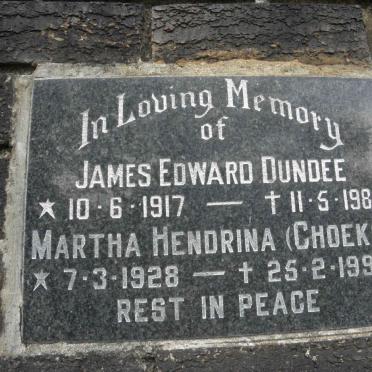 In Loving Memory
of
JAMES EDWARD DUNDEE
★ 10·6·1917 — † 11·5·198
MARTHA HENDRINA (CHOEK
★ 7·3·1928 — † 25·2·199
REST IN PEACE